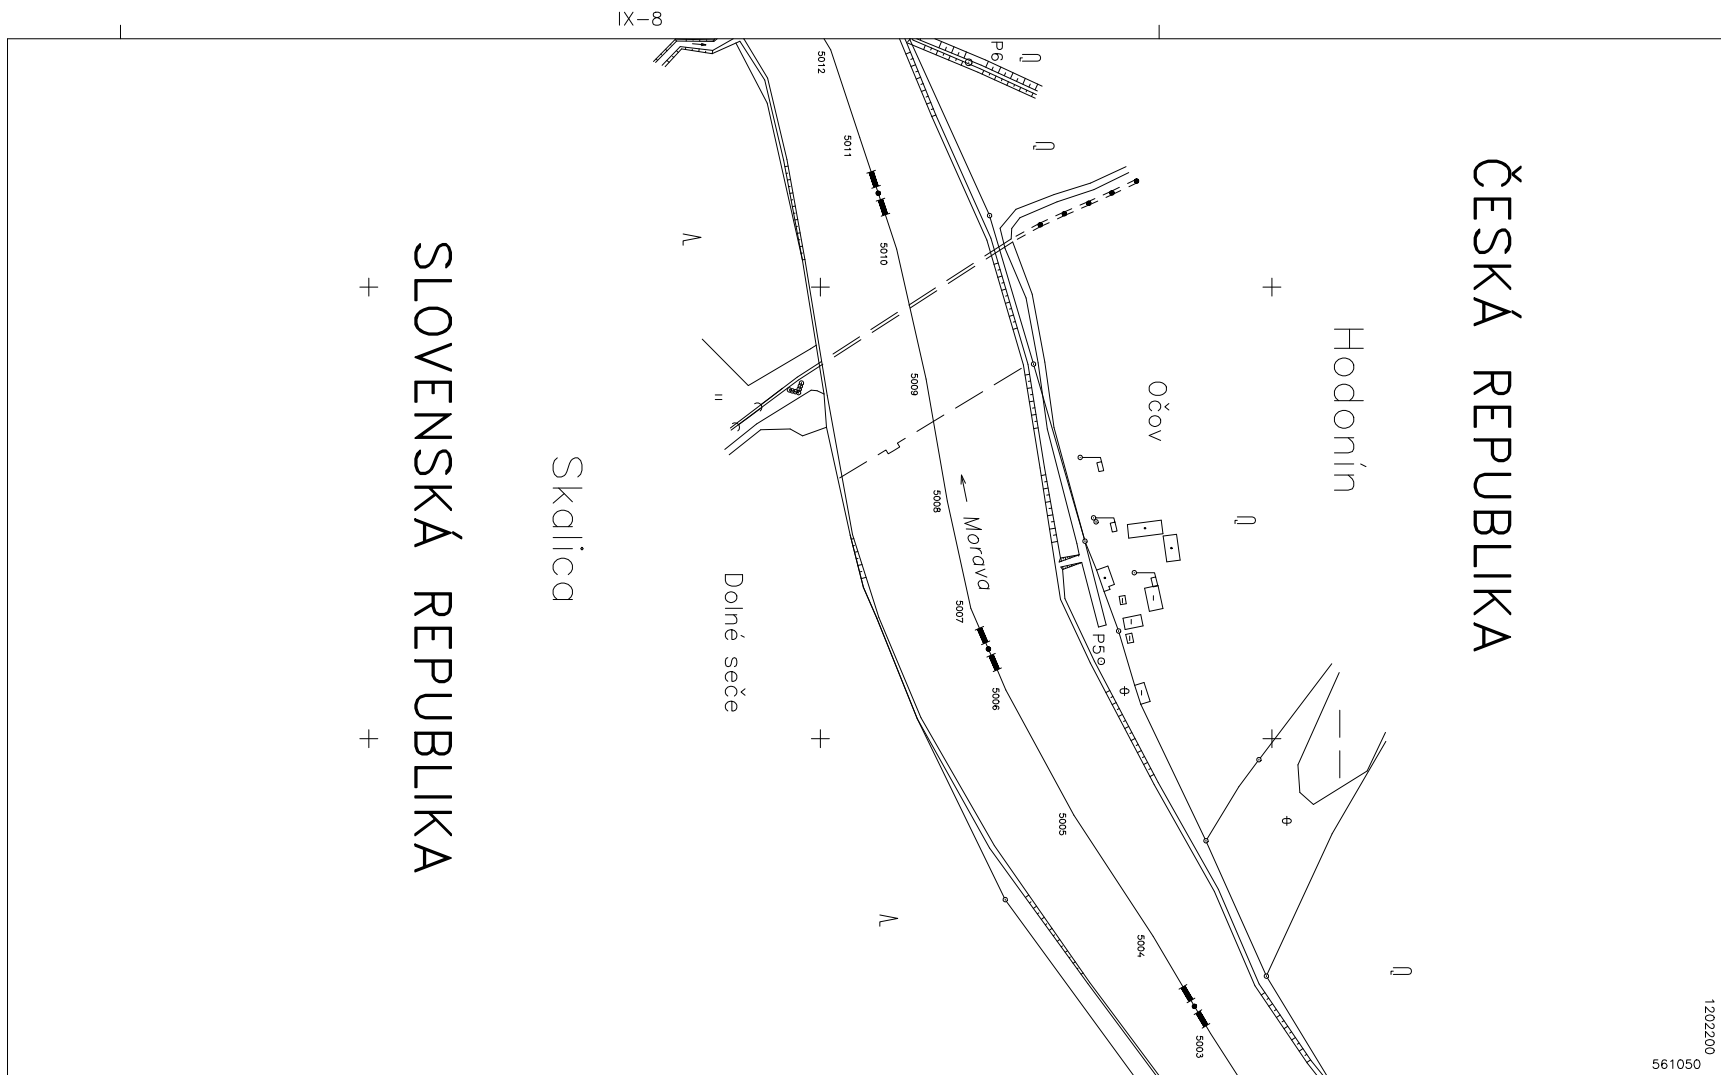 IX-8
ČESKÁ REPUBLIKA
Hodonín
Očov
P6
P5
Morava
5012
5011
5010
5009
5008
5007
5006
5005
5004
5003
Dolné seče
Skalica
SLOVENSKÁ REPUBLIKA
1202200
561050